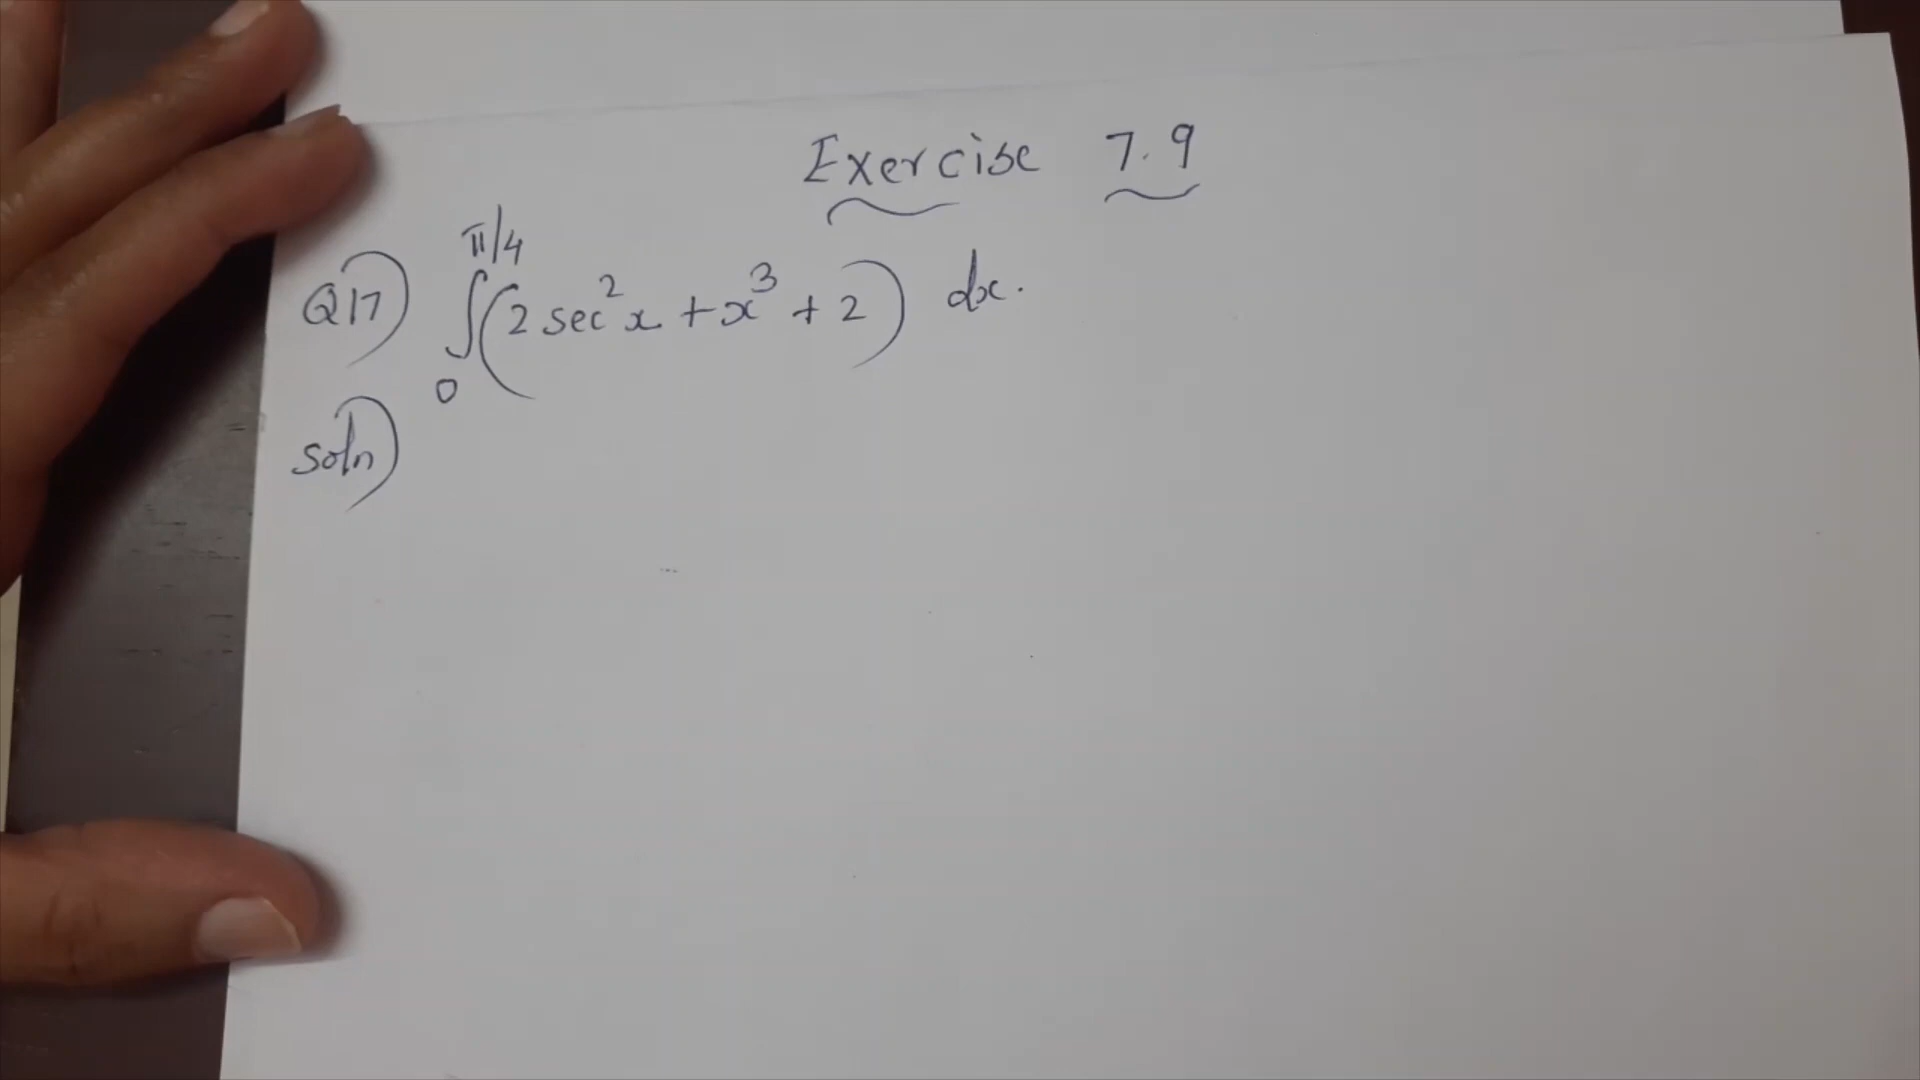 Exercise 7.9
Q17) ∫₀^π/4 (2 sec²x + x³ + 2) dx.
soln)